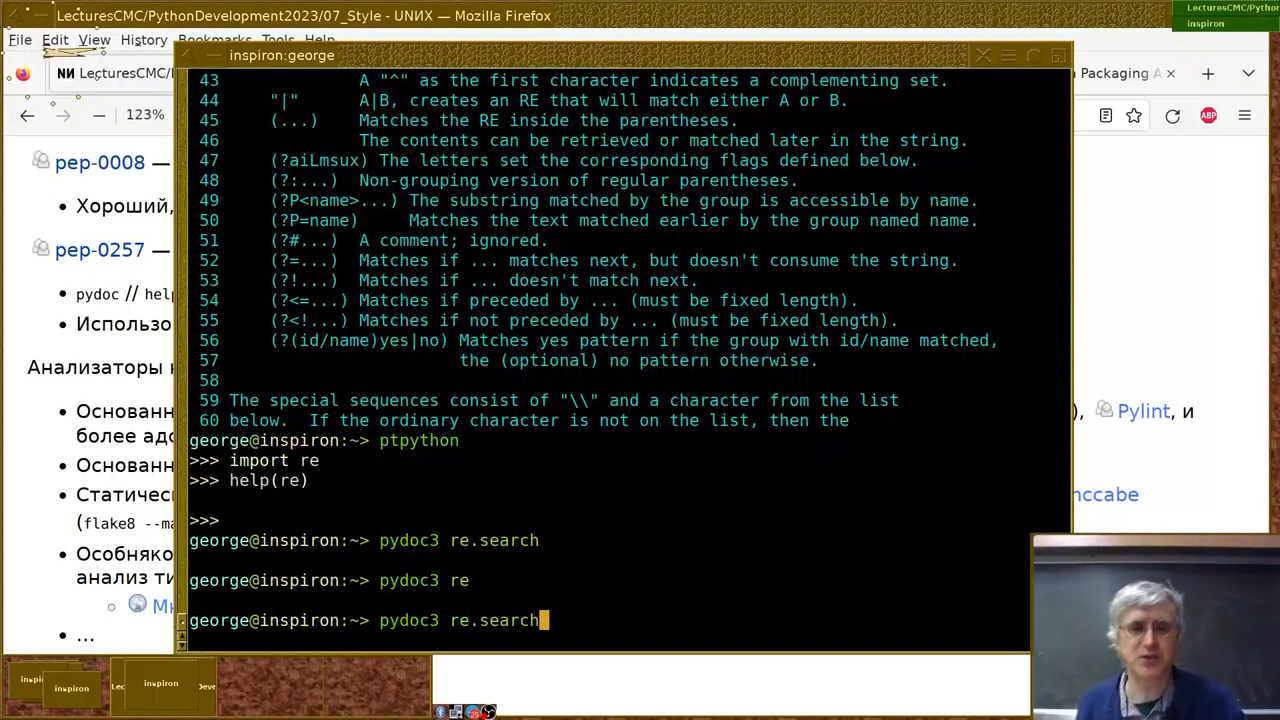 LecturesCMC/PythonDevelopment2023/07_Style - UNИX — Mozilla Firefox
LecturesCMC/Python
inspiron
File Edit View History
inspiron:george
NИ LecturesCMC/
Packaging A
123%
ABP
pep-0008 —
Хороший,
pep-0257 —
pydoc // help
Использо
Анализаторы к
Основанн
более адо
Основанн
Статичес
(flake8 --ma
Особняко
анализ ти
...
), Pylint, и
ccabe
43 A "^" as the first character indicates a complementing set.
44 "|" A|B, creates an RE that will match either A or B.
45 (...) Matches the RE inside the parentheses.
46 The contents can be retrieved or matched later in the string.
47 (?aiLmsux) The letters set the corresponding flags defined below.
48 (?:...) Non-grouping version of regular parentheses.
49 (?P<name>...) The substring matched by the group is accessible by name.
50 (?P=name) Matches the text matched earlier by the group named name.
51 (?#...) A comment; ignored.
52 (?=...) Matches if ... matches next, but doesn't consume the string.
53 (?!...) Matches if ... doesn't match next.
54 (?<=...) Matches if preceded by ... (must be fixed length).
55 (?<!...) Matches if not preceded by ... (must be fixed length).
56 (?(id/name)yes|no) Matches yes pattern if the group with id/name matched,
57 the (optional) no pattern otherwise.
58
59 The special sequences consist of "\\" and a character from the list
60 below. If the ordinary character is not on the list, then the
george@inspiron:~> ptpython
>>> import re
>>> help(re)
>>>
george@inspiron:~> pydoc3 re.search
george@inspiron:~> pydoc3 re
george@inspiron:~> pydoc3 re.search
inspiron
inspiron